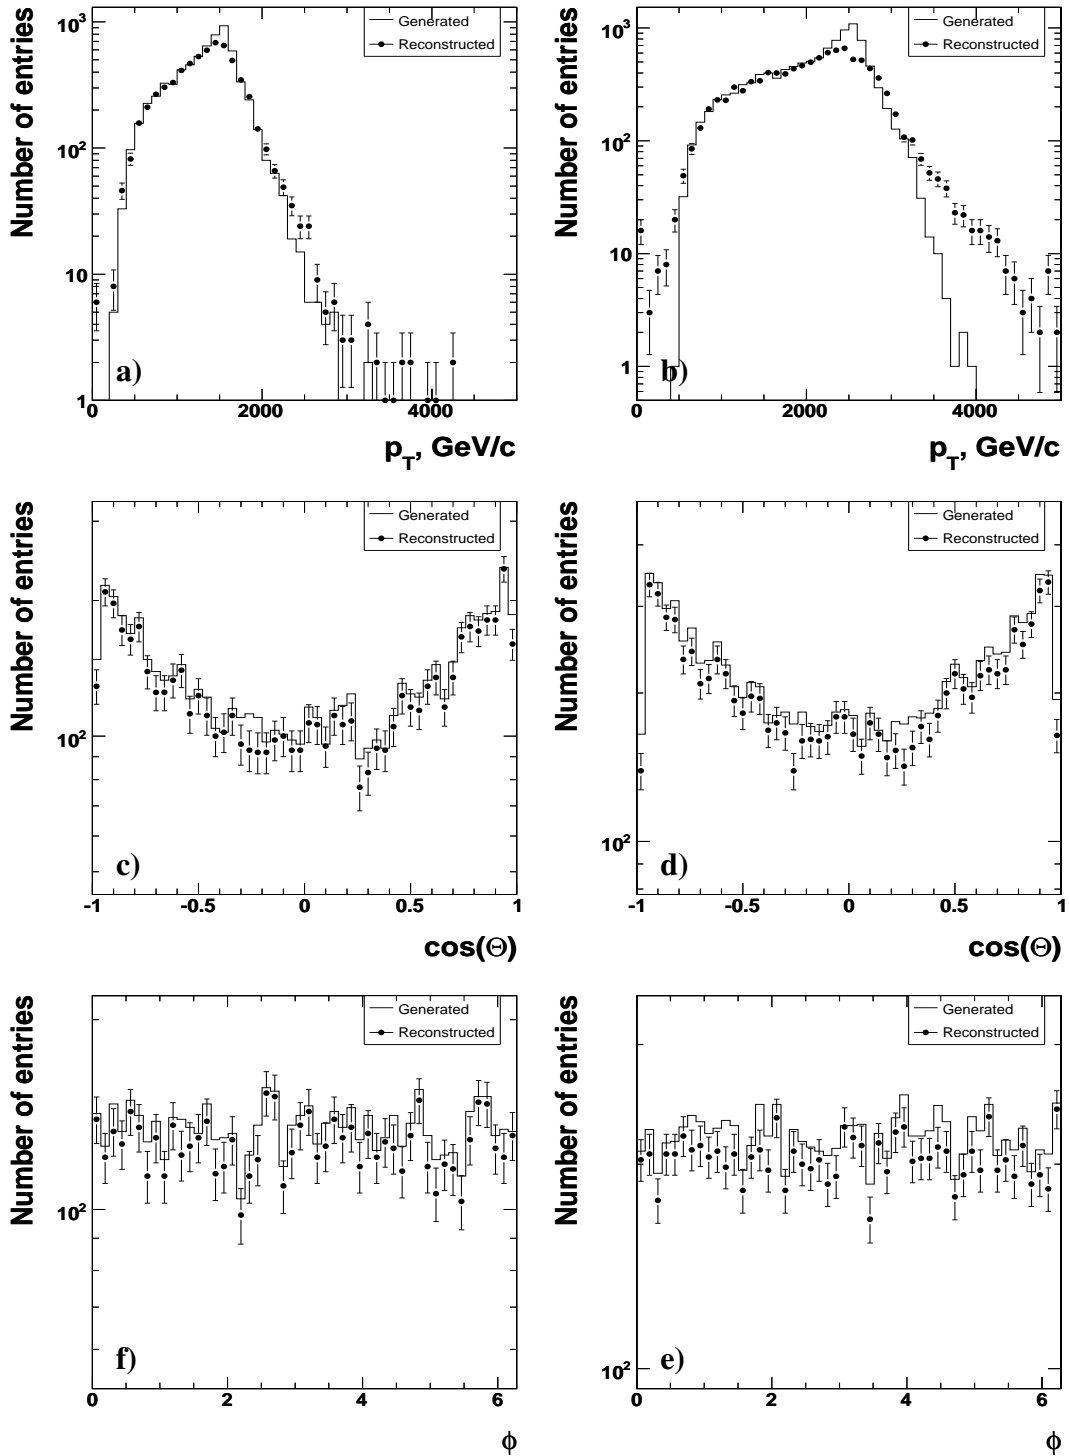 Number of entries
10³
10²
10
1
Generated
Reconstructed
a)
0
2000
4000
p_T, GeV/c
Number of entries
10³
10²
10
1
Generated
Reconstructed
b)
0
2000
4000
p_T, GeV/c
Number of entries
10²
Generated
Reconstructed
c)
-1
-0.5
0
0.5
1
cos(Θ)
Number of entries
10²
Generated
Reconstructed
d)
-1
-0.5
0
0.5
1
cos(Θ)
Number of entries
10²
Generated
Reconstructed
f)
0
2
4
6
ϕ
Number of entries
10²
Generated
Reconstructed
e)
0
2
4
6
ϕ